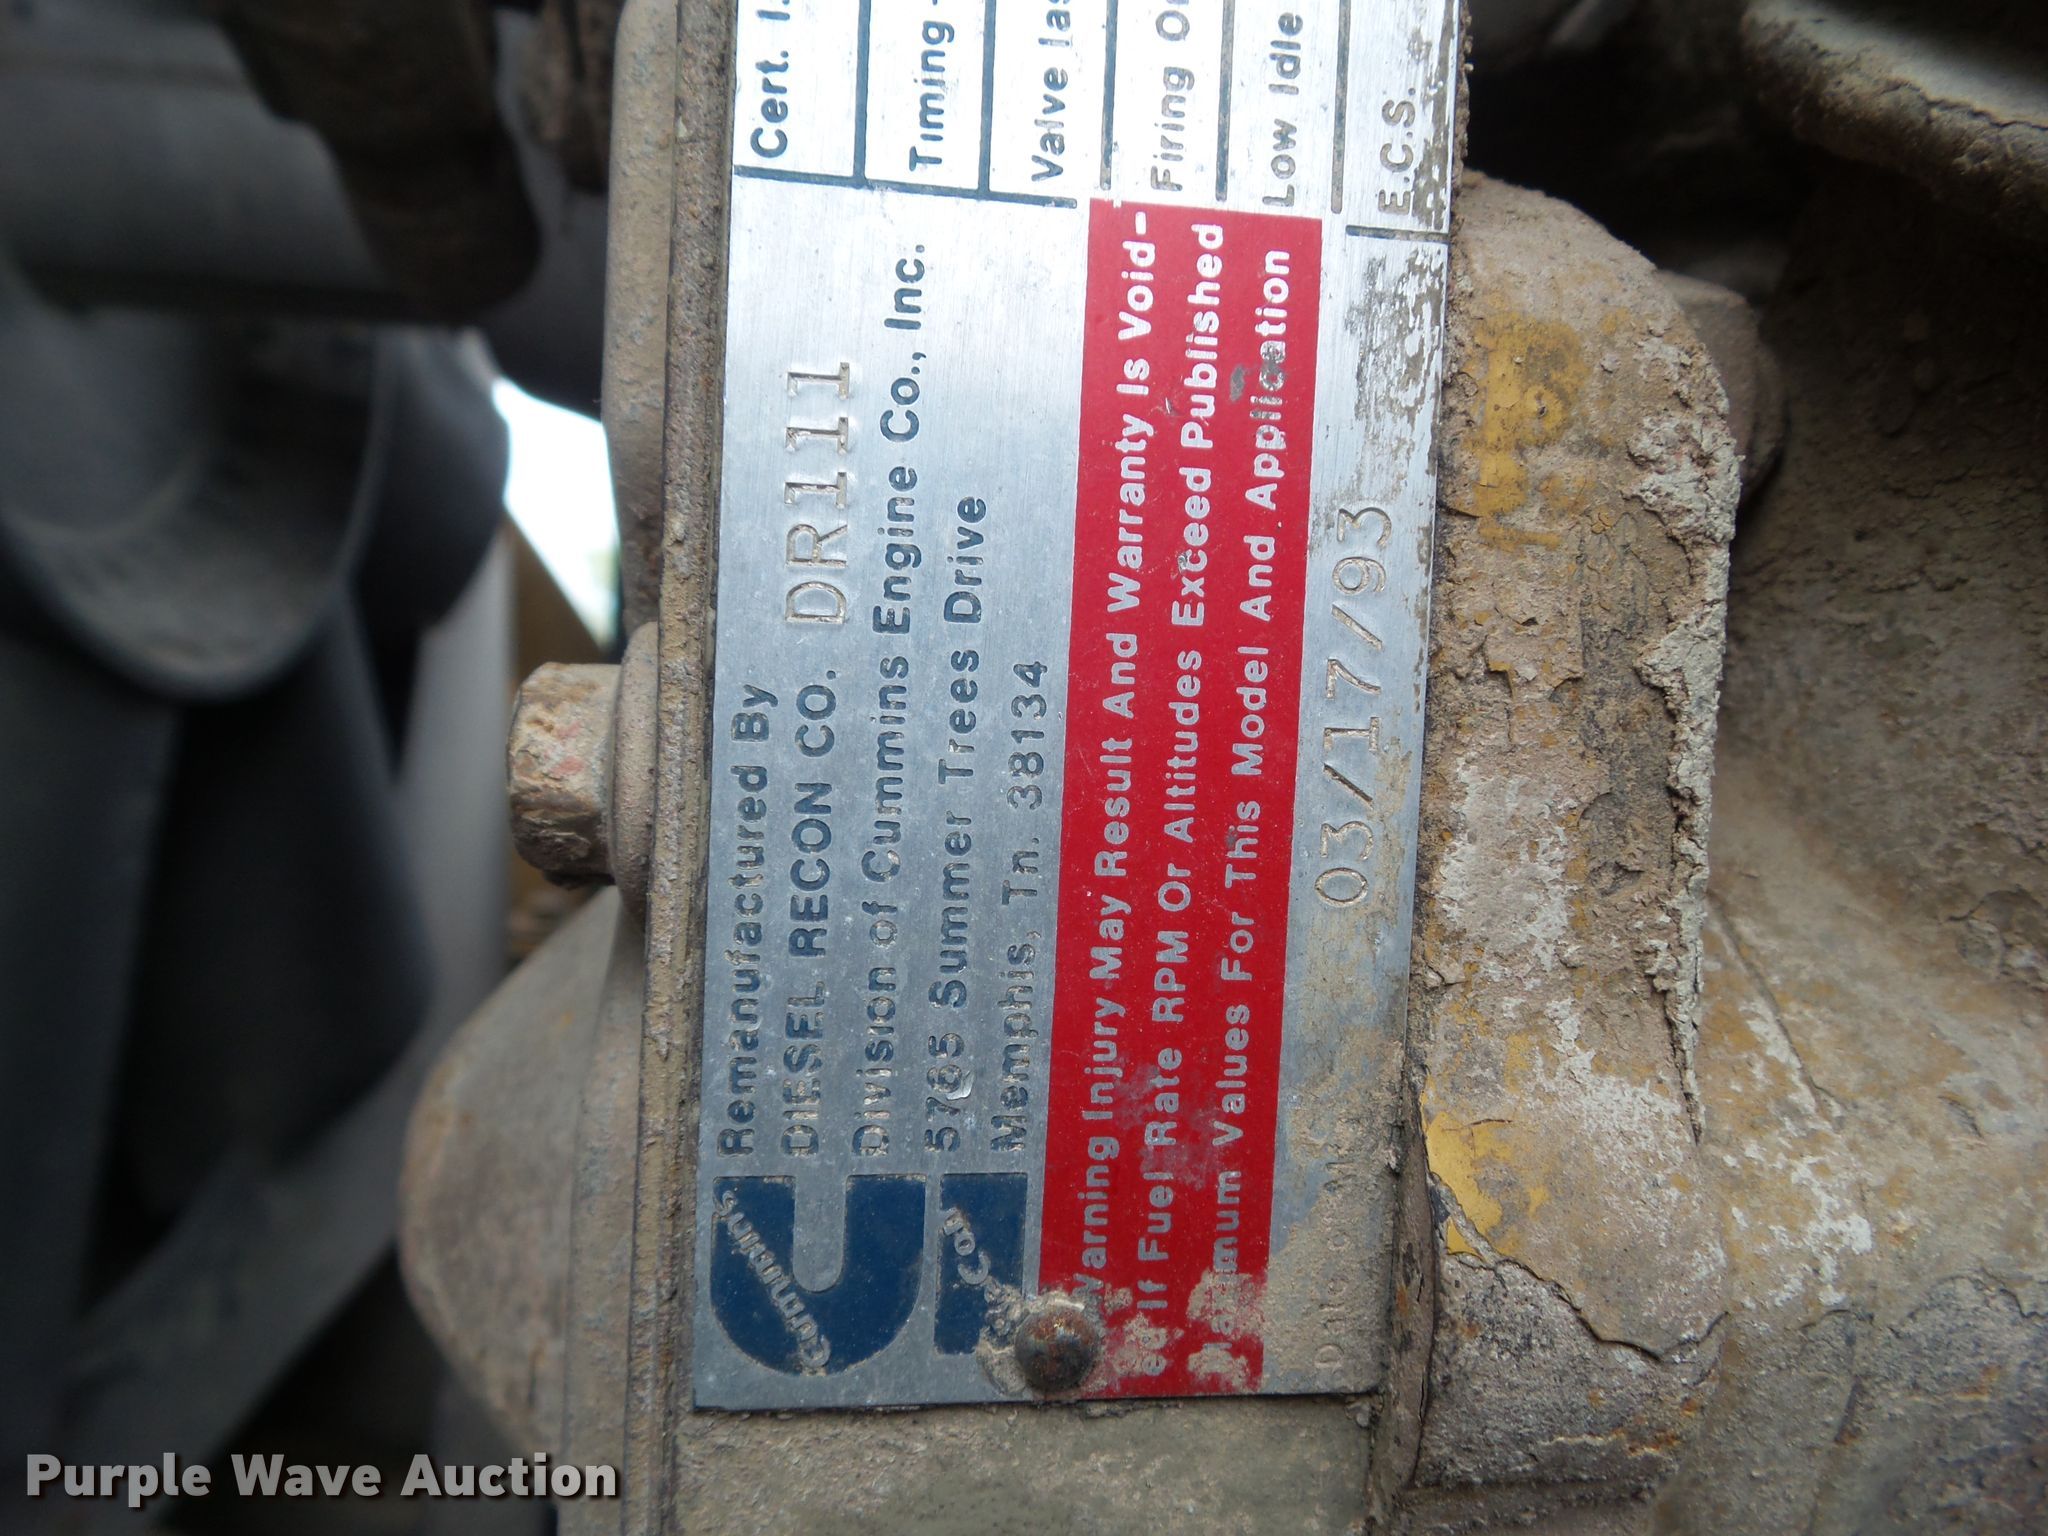 Cummins
Remanufactured By
DIESEL RECON CO. DR111
Division of Cummins Engine Co., Inc.
5765 Summer Trees Drive
Memphis, Tn. 38134
Warning Injury May Result And Warranty Is Void-
ed If Fuel Rate RPM Or Altitudes Exceed Published
Values For This Model And Application
03/17/93
Cert. I.
Timing
Valve
Firing
Low Idle
E.C.S.
Purple Wave Auction